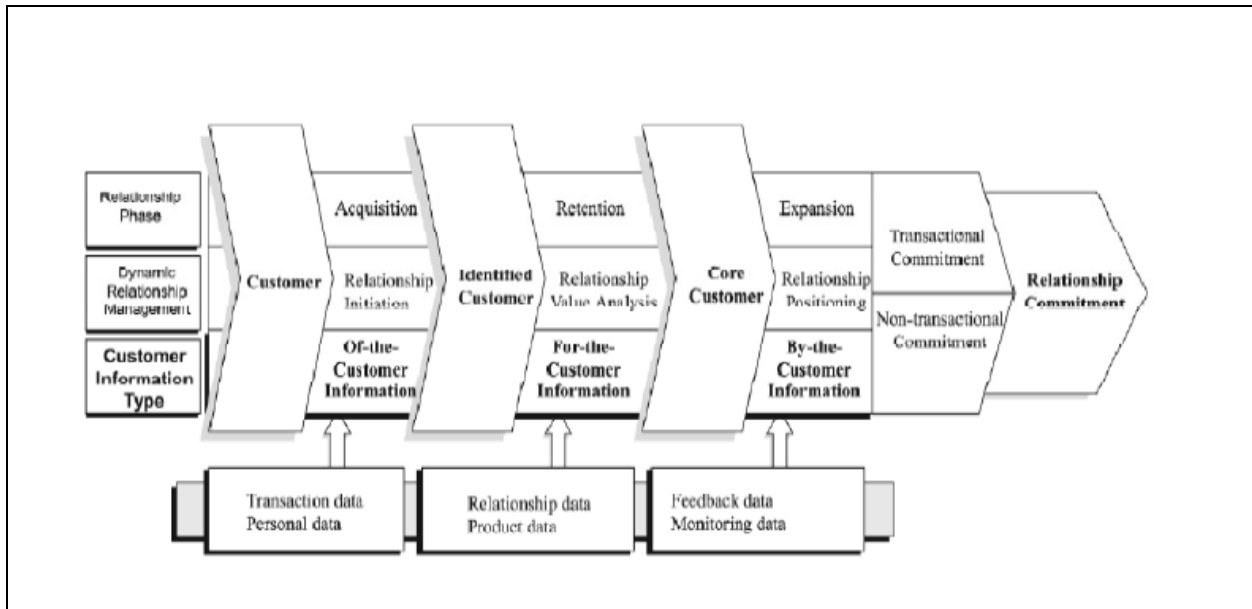 Relationship
Phase
Acquisition
Retention
Expansion
Transactional
Commitment
Dynamic
Relationship
Management
Customer
Relationship
Initiation
Identified
Customer
Relationship
Value Analysis
Core
Customer
Relationship
Positioning
Relationship
Commitment
Non-transactional
Commitment
Customer
Information
Type
Of-the-
Customer
Information
For-the-
Customer
Information
By-the-
Customer
Information
Transaction data
Personal data
Relationship data
Product data
Feedback data
Monitoring data